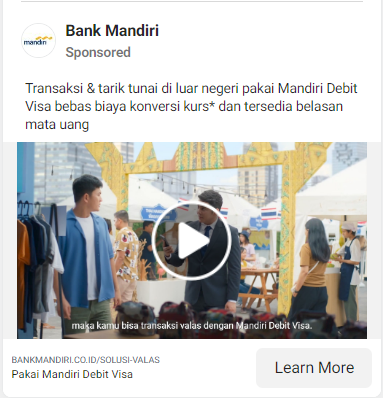 mandiri
Bank Mandiri
Sponsored
Transaksi & tarik tunai di luar negeri pakai Mandiri Debit
Visa bebas biaya konversi kurs* dan tersedia belasan
mata uang
maka kamu bisa transaksi valas dengan Mandiri Debit Visa.
BANKMANDIRI.CO.ID/SOLUSI-VALAS
Pakai Mandiri Debit Visa
Learn More